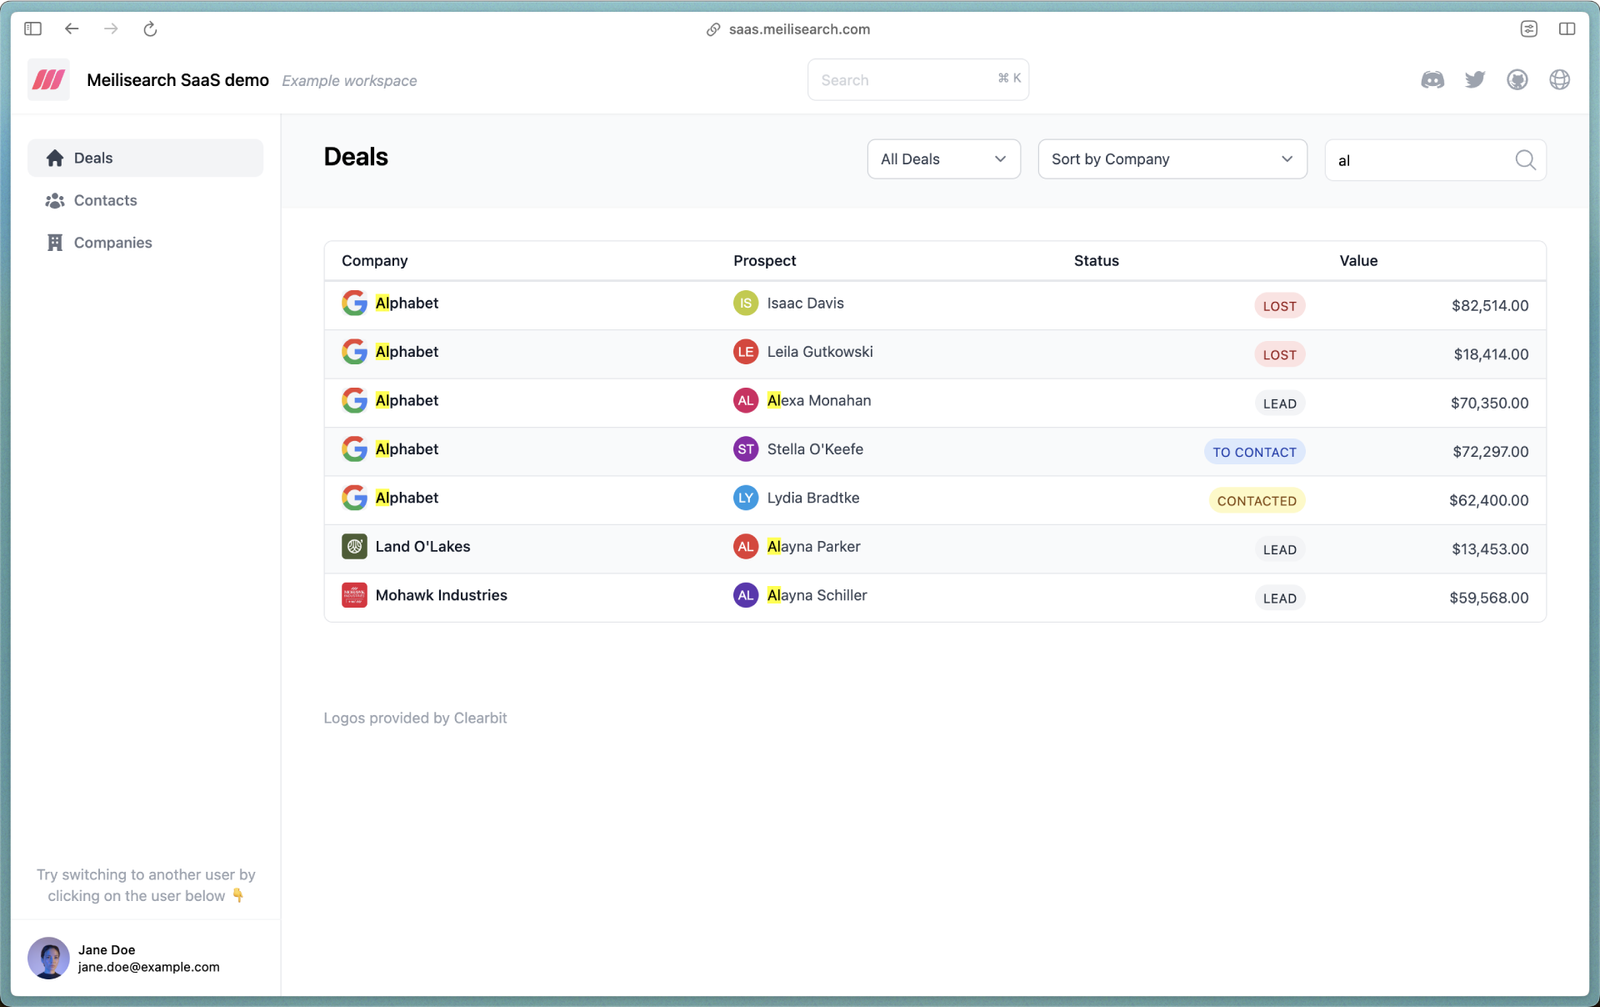 saas.meilisearch.com
Meilisearch SaaS demo Example workspace Search ⌘ K
Deals
Contacts
Companies
Deals All Deals Sort by Company al
Company Prospect Status Value
Alphabet IS Isaac Davis LOST $82,514.00
Alphabet LE Leila Gutkowski LOST $18,414.00
Alphabet AL Alexa Monahan LEAD $70,350.00
Alphabet ST Stella O'Keefe TO CONTACT $72,297.00
Alphabet LY Lydia Bradtke CONTACTED $62,400.00
Land O'Lakes AL Alayna Parker LEAD $13,453.00
Mohawk Industries AL Alayna Schiller LEAD $59,568.00
Logos provided by Clearbit
Try switching to another user by
clicking on the user below 👇
Jane Doe
jane.doe@example.com